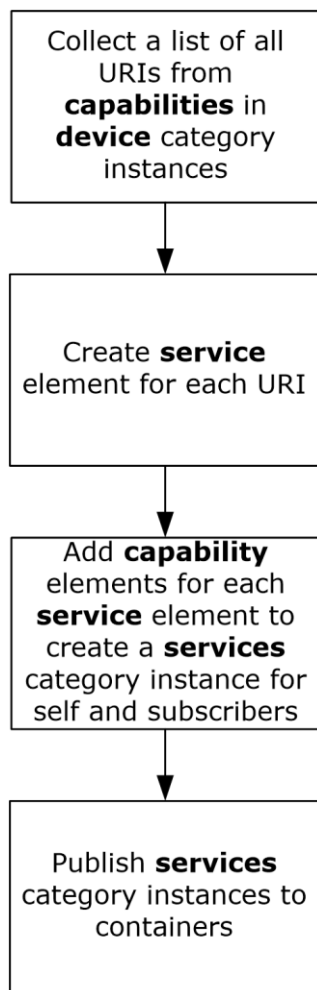 Collect a list of all
URIs from
capabilities in
device category
instances
Create service
element for each URI
Add capability
elements for each
service element to
create a services
category instance for
self and subscribers
Publish services
category instances to
containers